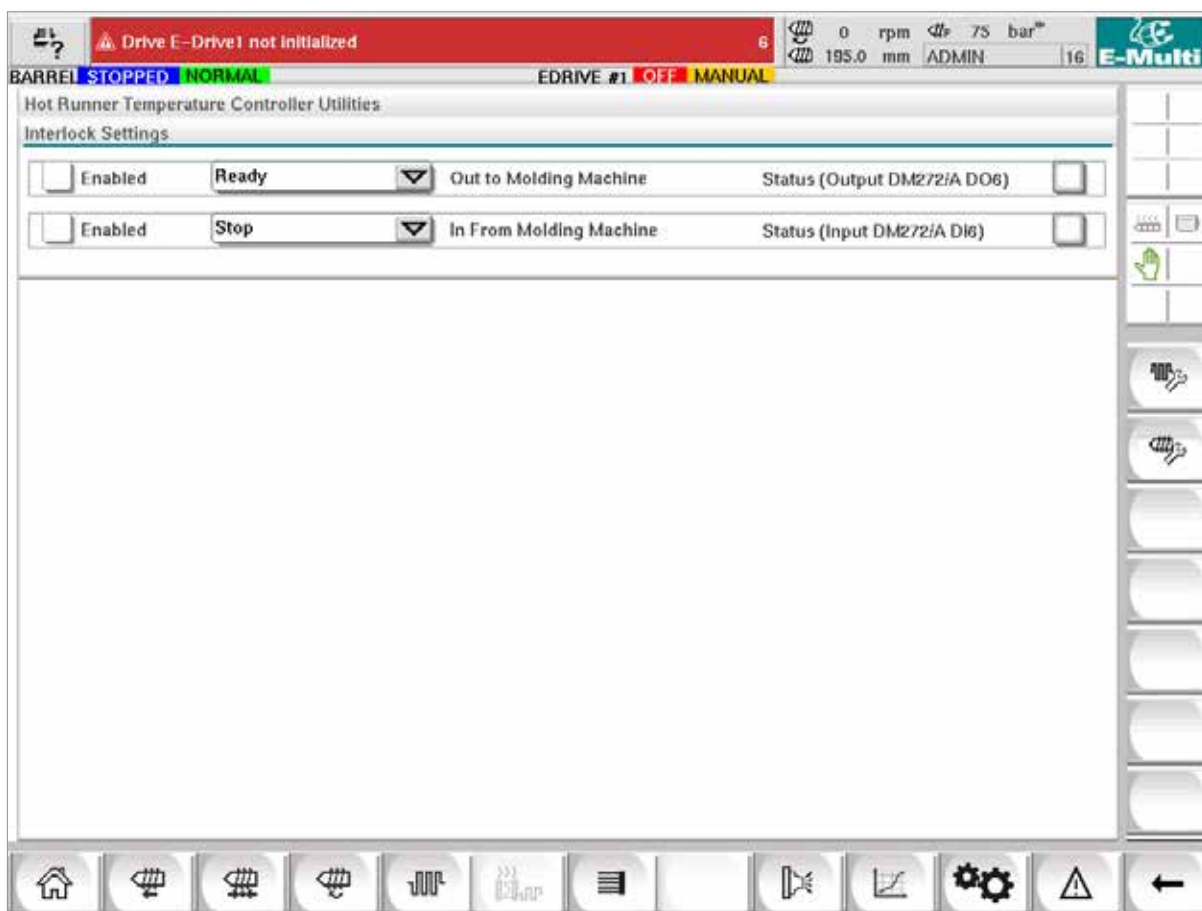 ?
Drive E-Drive1 not initialized 6
0 rpm 75 bar
195.0 mm ADMIN 16
E-Multi
BARREL STOPPED NORMAL EDRIVE #1 OFF MANUAL
Hot Runner Temperature Controller Utilities
Interlock Settings
Enabled Ready Out to Molding Machine Status (Output DM272/A DO6)
Enabled Stop In From Molding Machine Status (Input DM272/A DI6)